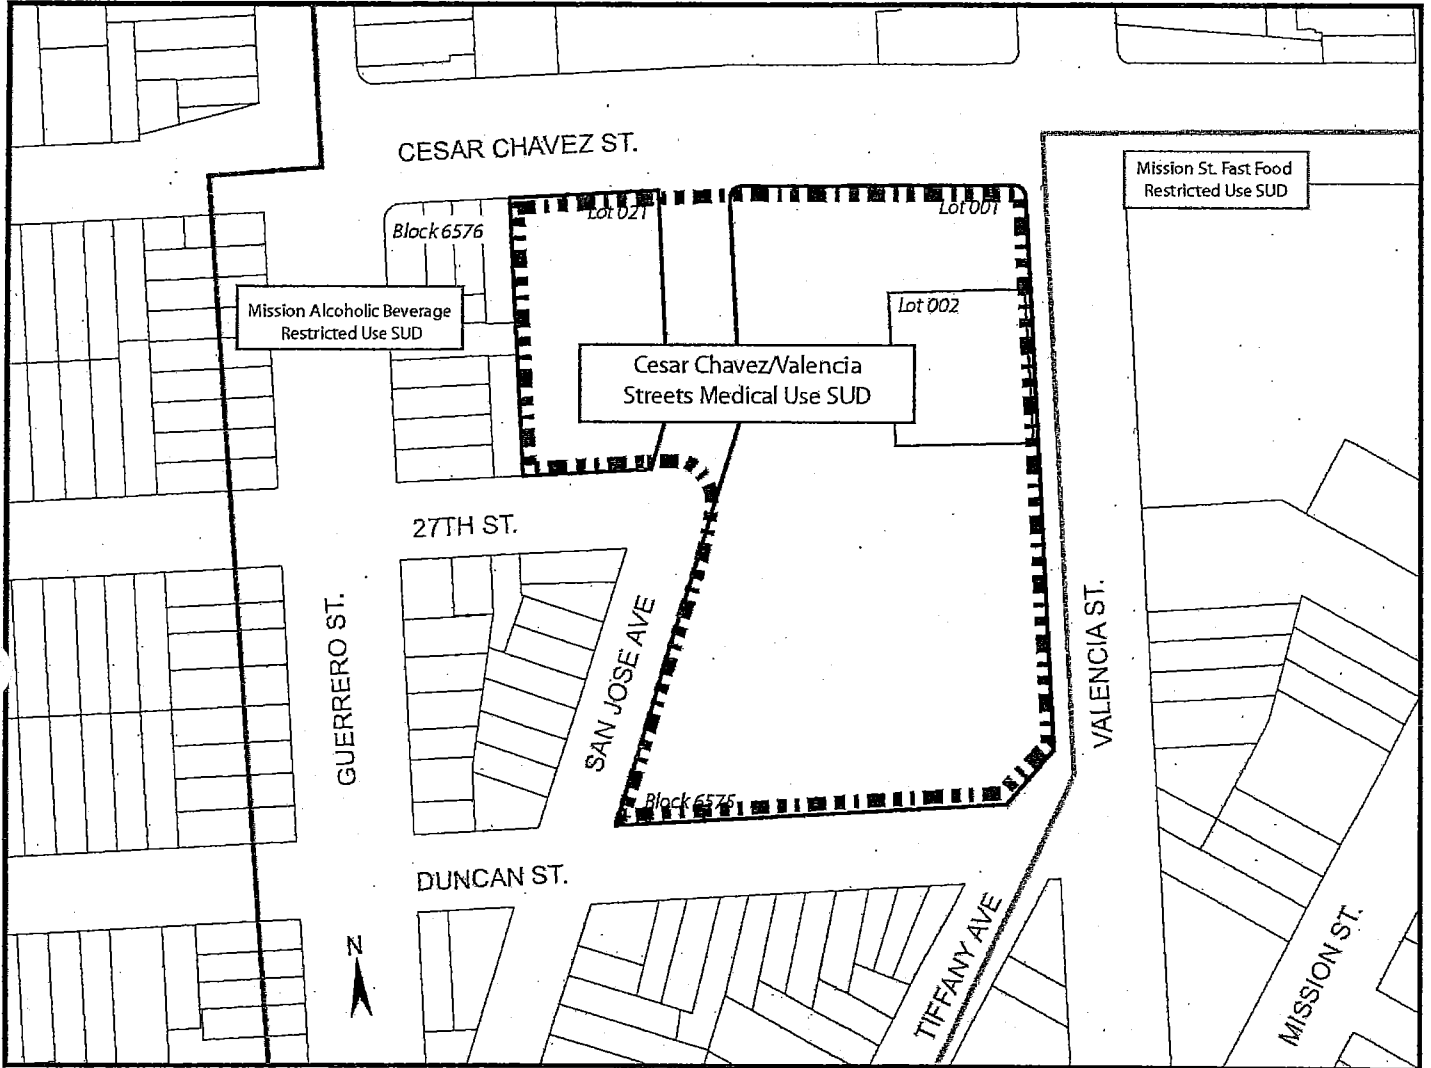 CESAR CHAVEZ ST.
Mission St. Fast Food
Restricted Use SUD
Lot 021
Lot 001
Block 6576
Mission Alcoholic Beverage
Restricted Use SUD
Lot 002
Cesar Chavez/Valencia
Streets Medical Use SUD
27TH ST.
GUERRERO ST.
SAN JOSE AVE
VALENCIA ST.
Block 6575
DUNCAN ST.
TIFFANY AVE
MISSION ST.
N